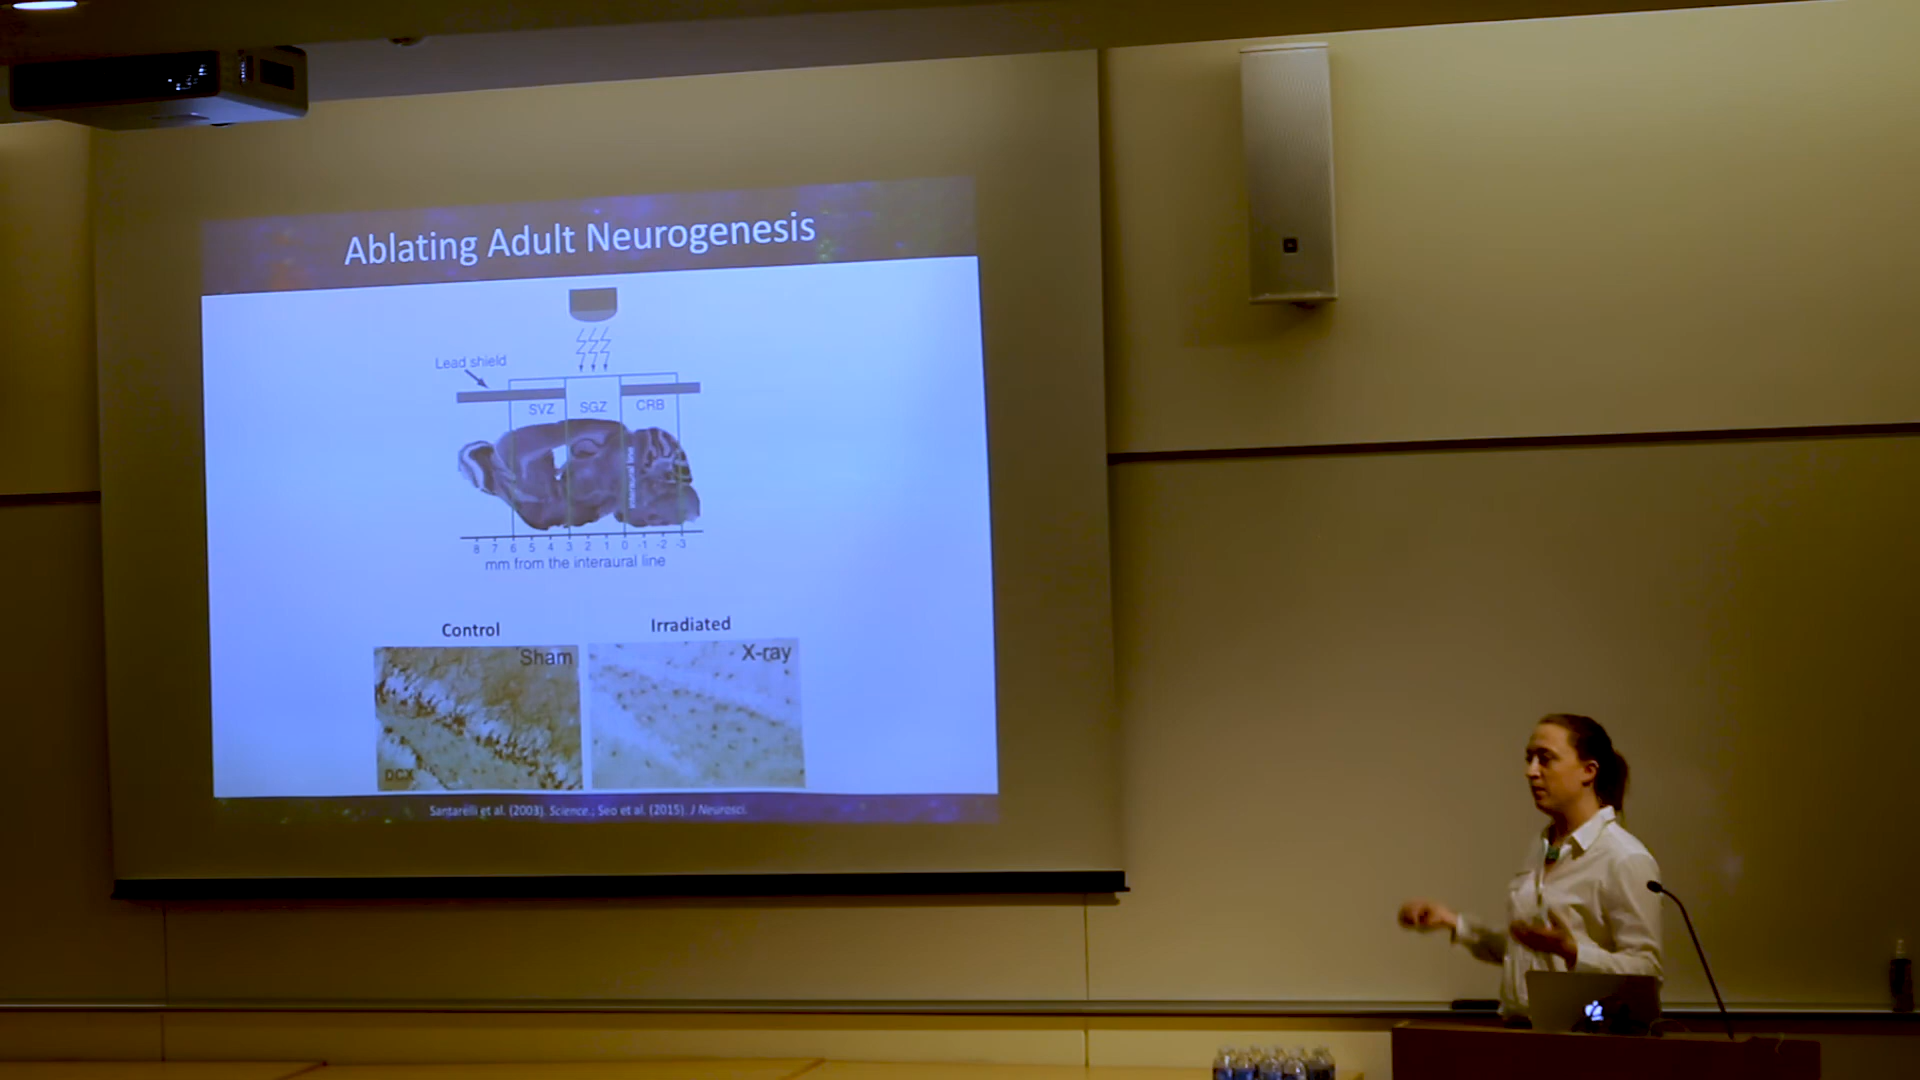 Ablating Adult Neurogenesis
Lead shield
SVZ SGZ CRB
interaural line
8 7 6 5 4 3 2 1 0 -1 -2 -3
mm from the interaural line
Control Irradiated
Sham X-ray
DCX
Santarelli et al. (2003). Science.; Seo et al. (2015). J Neurosci.